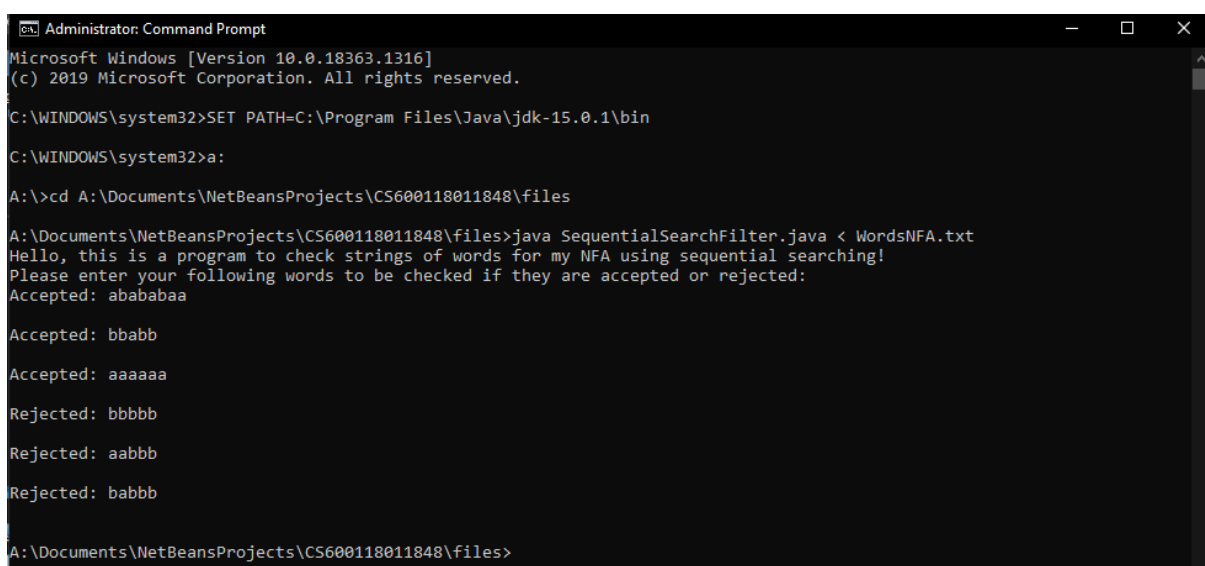 Administrator: Command Prompt
Microsoft Windows [Version 10.0.18363.1316]
(c) 2019 Microsoft Corporation. All rights reserved.
C:\WINDOWS\system32>SET PATH=C:\Program Files\Java\jdk-15.0.1\bin
C:\WINDOWS\system32>a:
A:\>cd A:\Documents\NetBeansProjects\CS600118011848\files
A:\Documents\NetBeansProjects\CS600118011848\files>java SequentialSearchFilter.java < WordsNFA.txt
Hello, this is a program to check strings of words for my NFA using sequential searching!
Please enter your following words to be checked if they are accepted or rejected:
Accepted: abababaa
Accepted: bbabb
Accepted: aaaaaa
Rejected: bbbbb
Rejected: aabbb
Rejected: babbb
A:\Documents\NetBeansProjects\CS600118011848\files>